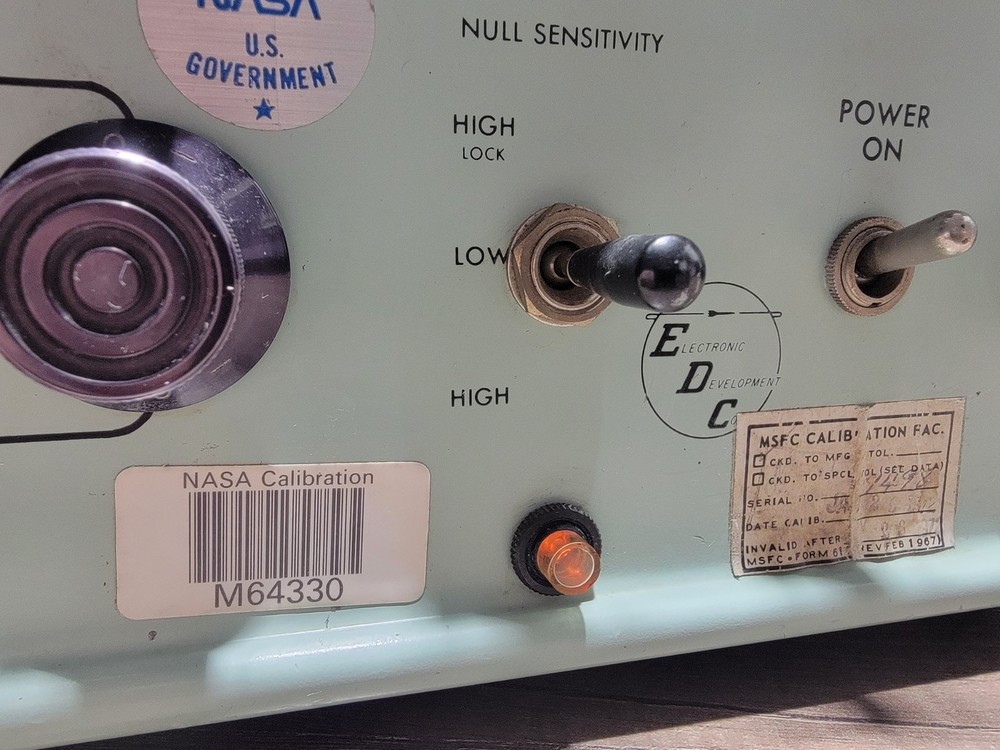 NASA
U.S.
GOVERNMENT
NULL SENSITIVITY
HIGH
LOCK
LOW
HIGH
POWER
ON
ELECTRONIC
DEVELOPMENT
C
NASA Calibration
M64330
MSFC CALIBRATION FAC.
CKD. TO MFG TOL.
CKD. TO SPCL TOL (SEE DATA)
SERIAL NO.
DATE CALIB.
INVALID AFTER
MSFC • FORM (REV FEB 1967)